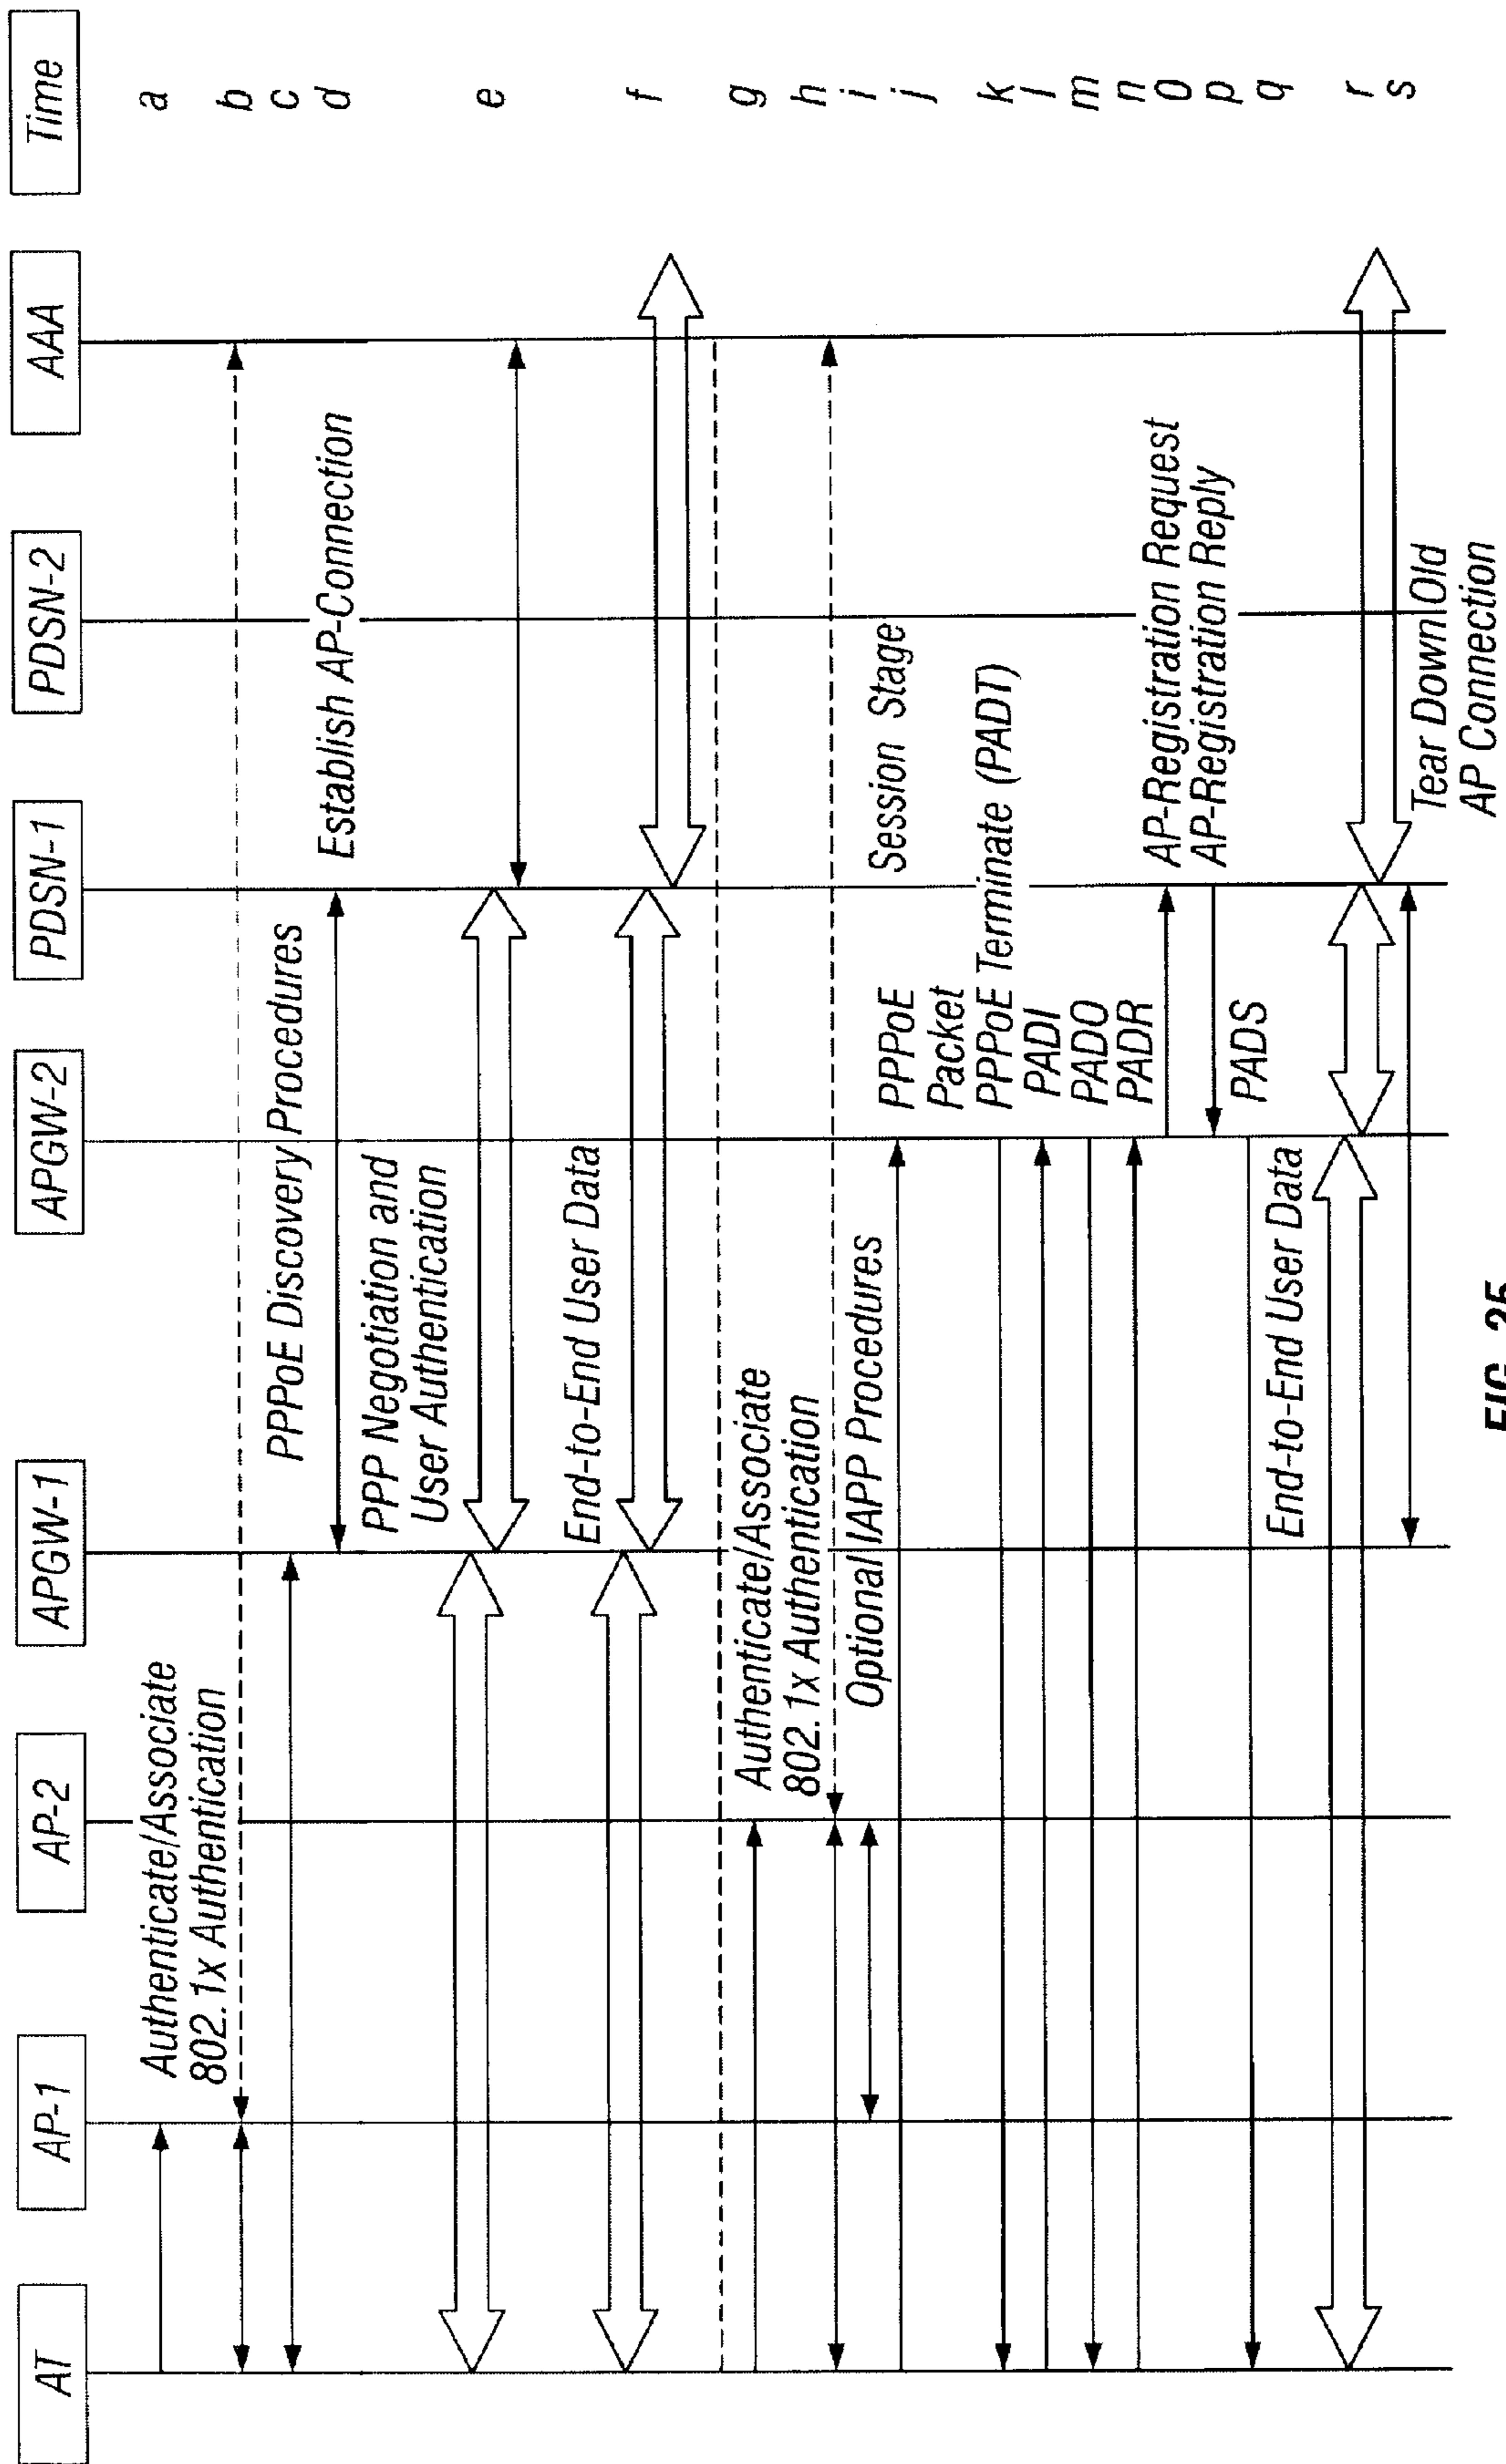 AT
AP-1
AP-2
APGW-1
APGW-2
PDSN-1
PDSN-2
AAA
Time
Authenticate/Associate
a
802.1x Authentication
b
PPPoE Discovery Procedures
c
Establish AP-Connection
d
PPP Negotiation and
User Authentication
e
End-to-End User Data
f
Authenticate/Associate
g
802.1x Authentication
h
Optional IAPP Procedures
i
PPPoE Session Stage
Packet
j
PPPoE Terminate (PADT)
k
PADI
l
PADO
m
PADR
n
AP-Registration Request
o
AP-Registration Reply
p
PADS
q
End-to-End User Data
r
Tear Down Old
AP Connection
s
FIG. 25